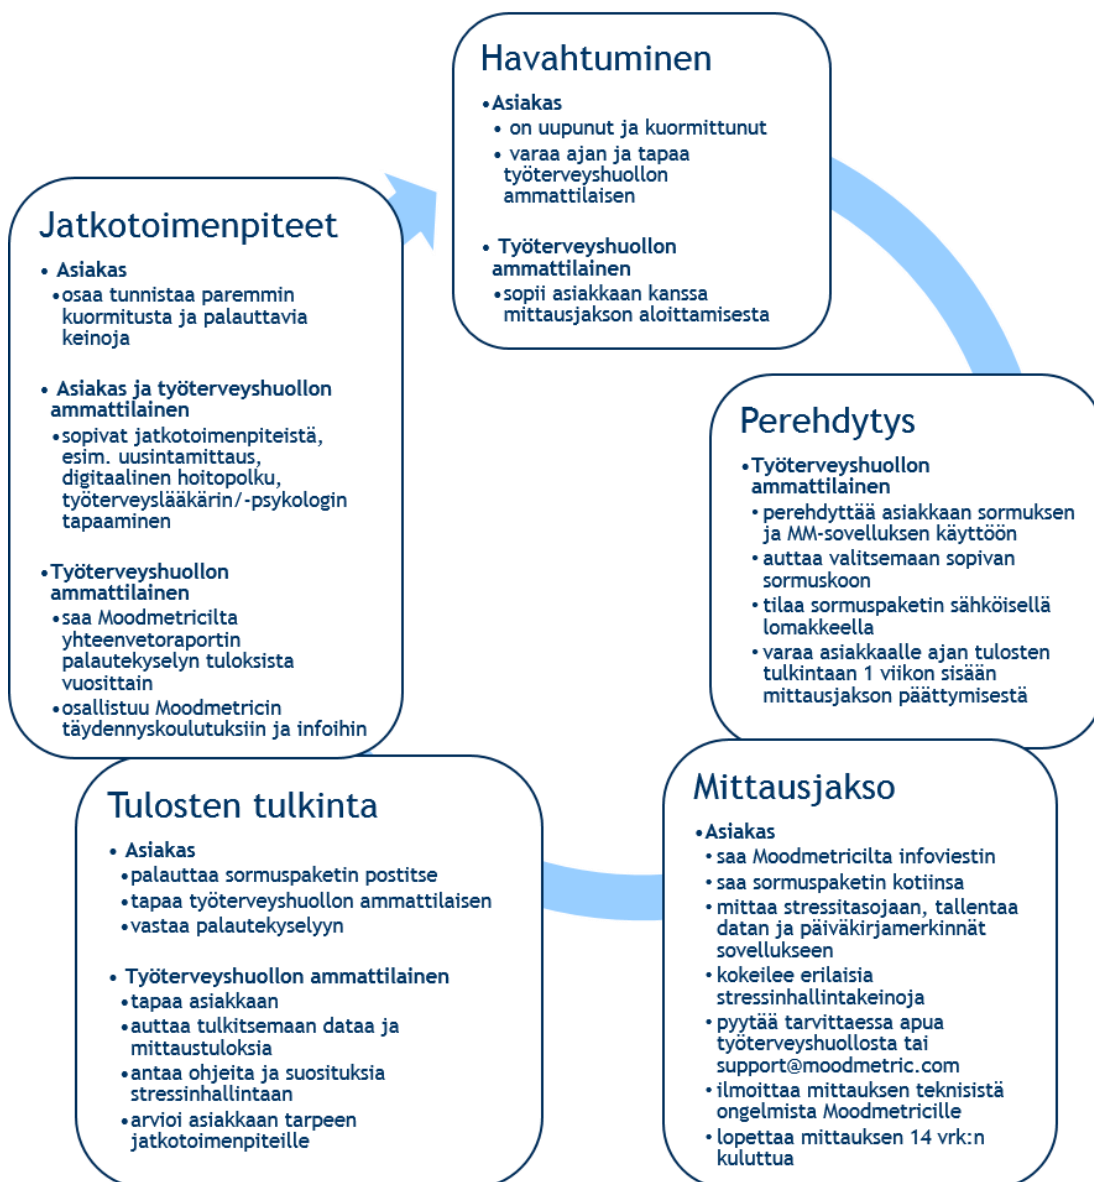 Havahtuminen
•Asiakas
• on uupunut ja kuormittunut
• varaa ajan ja tapaa
työterveyshuollon
ammattilaisen
• Työterveyshuollon
ammattilainen
•sopii asiakkaan kanssa
mittausjakson aloittamisesta
Perehdytys
•Työterveyshuollon
ammattilainen
•perehdyttää asiakkaan sormuksen
ja MM-sovelluksen käyttöön
•auttaa valitsemaan sopivan
sormuskoon
•tilaa sormuspaketin sähköisellä
lomakkeella
•varaa asiakkaalle ajan tulosten
tulkintaan 1 viikon sisään
mittausjakson päättymisestä
Mittausjakso
•Asiakas
•saa Moodmetricilta infoviestin
•saa sormuspaketin kotiinsa
•mittaa stressitasojaan, tallentaa
datan ja päiväkirjamerkinnät
sovellukseen
•kokeilee erilaisia
stressinhallintakeinoja
•pyytää tarvittaessa apua
työterveyshuollosta tai
support@moodmetric.com
•ilmoittaa mittauksen teknisistä
ongelmista Moodmetricille
•lopettaa mittauksen 14 vrk:n
kuluttua
Tulosten tulkinta
• Asiakas
•palauttaa sormuspaketin postitse
•tapaa työterveyshuollon ammattilaisen
•vastaa palautekyselyyn
• Työterveyshuollon ammattilainen
•tapaa asiakkaan
•auttaa tulkitsemaan dataa ja
mittaustuloksia
•antaa ohjeita ja suosituksia
stressinhallintaan
•arvioi asiakkaan tarpeen
jatkotoimenpiteille
Jatkotoimenpiteet
• Asiakas
•osaa tunnistaa paremmin
kuormitusta ja palauttavia
keinoja
• Asiakas ja työterveyshuollon
ammattilainen
•sopivat jatkotoimenpiteistä,
esim. uusintamittaus,
digitaalinen hoitopolku,
työterveyslääkärin/-psykologin
tapaaminen
•Työterveyshuollon
ammattilainen
•saa Moodmetricilta
yhteenvetoraportin
palautekyselyn tuloksista
vuosittain
•osallistuu Moodmetricin
täydennyskoulutuksiin ja infoihin